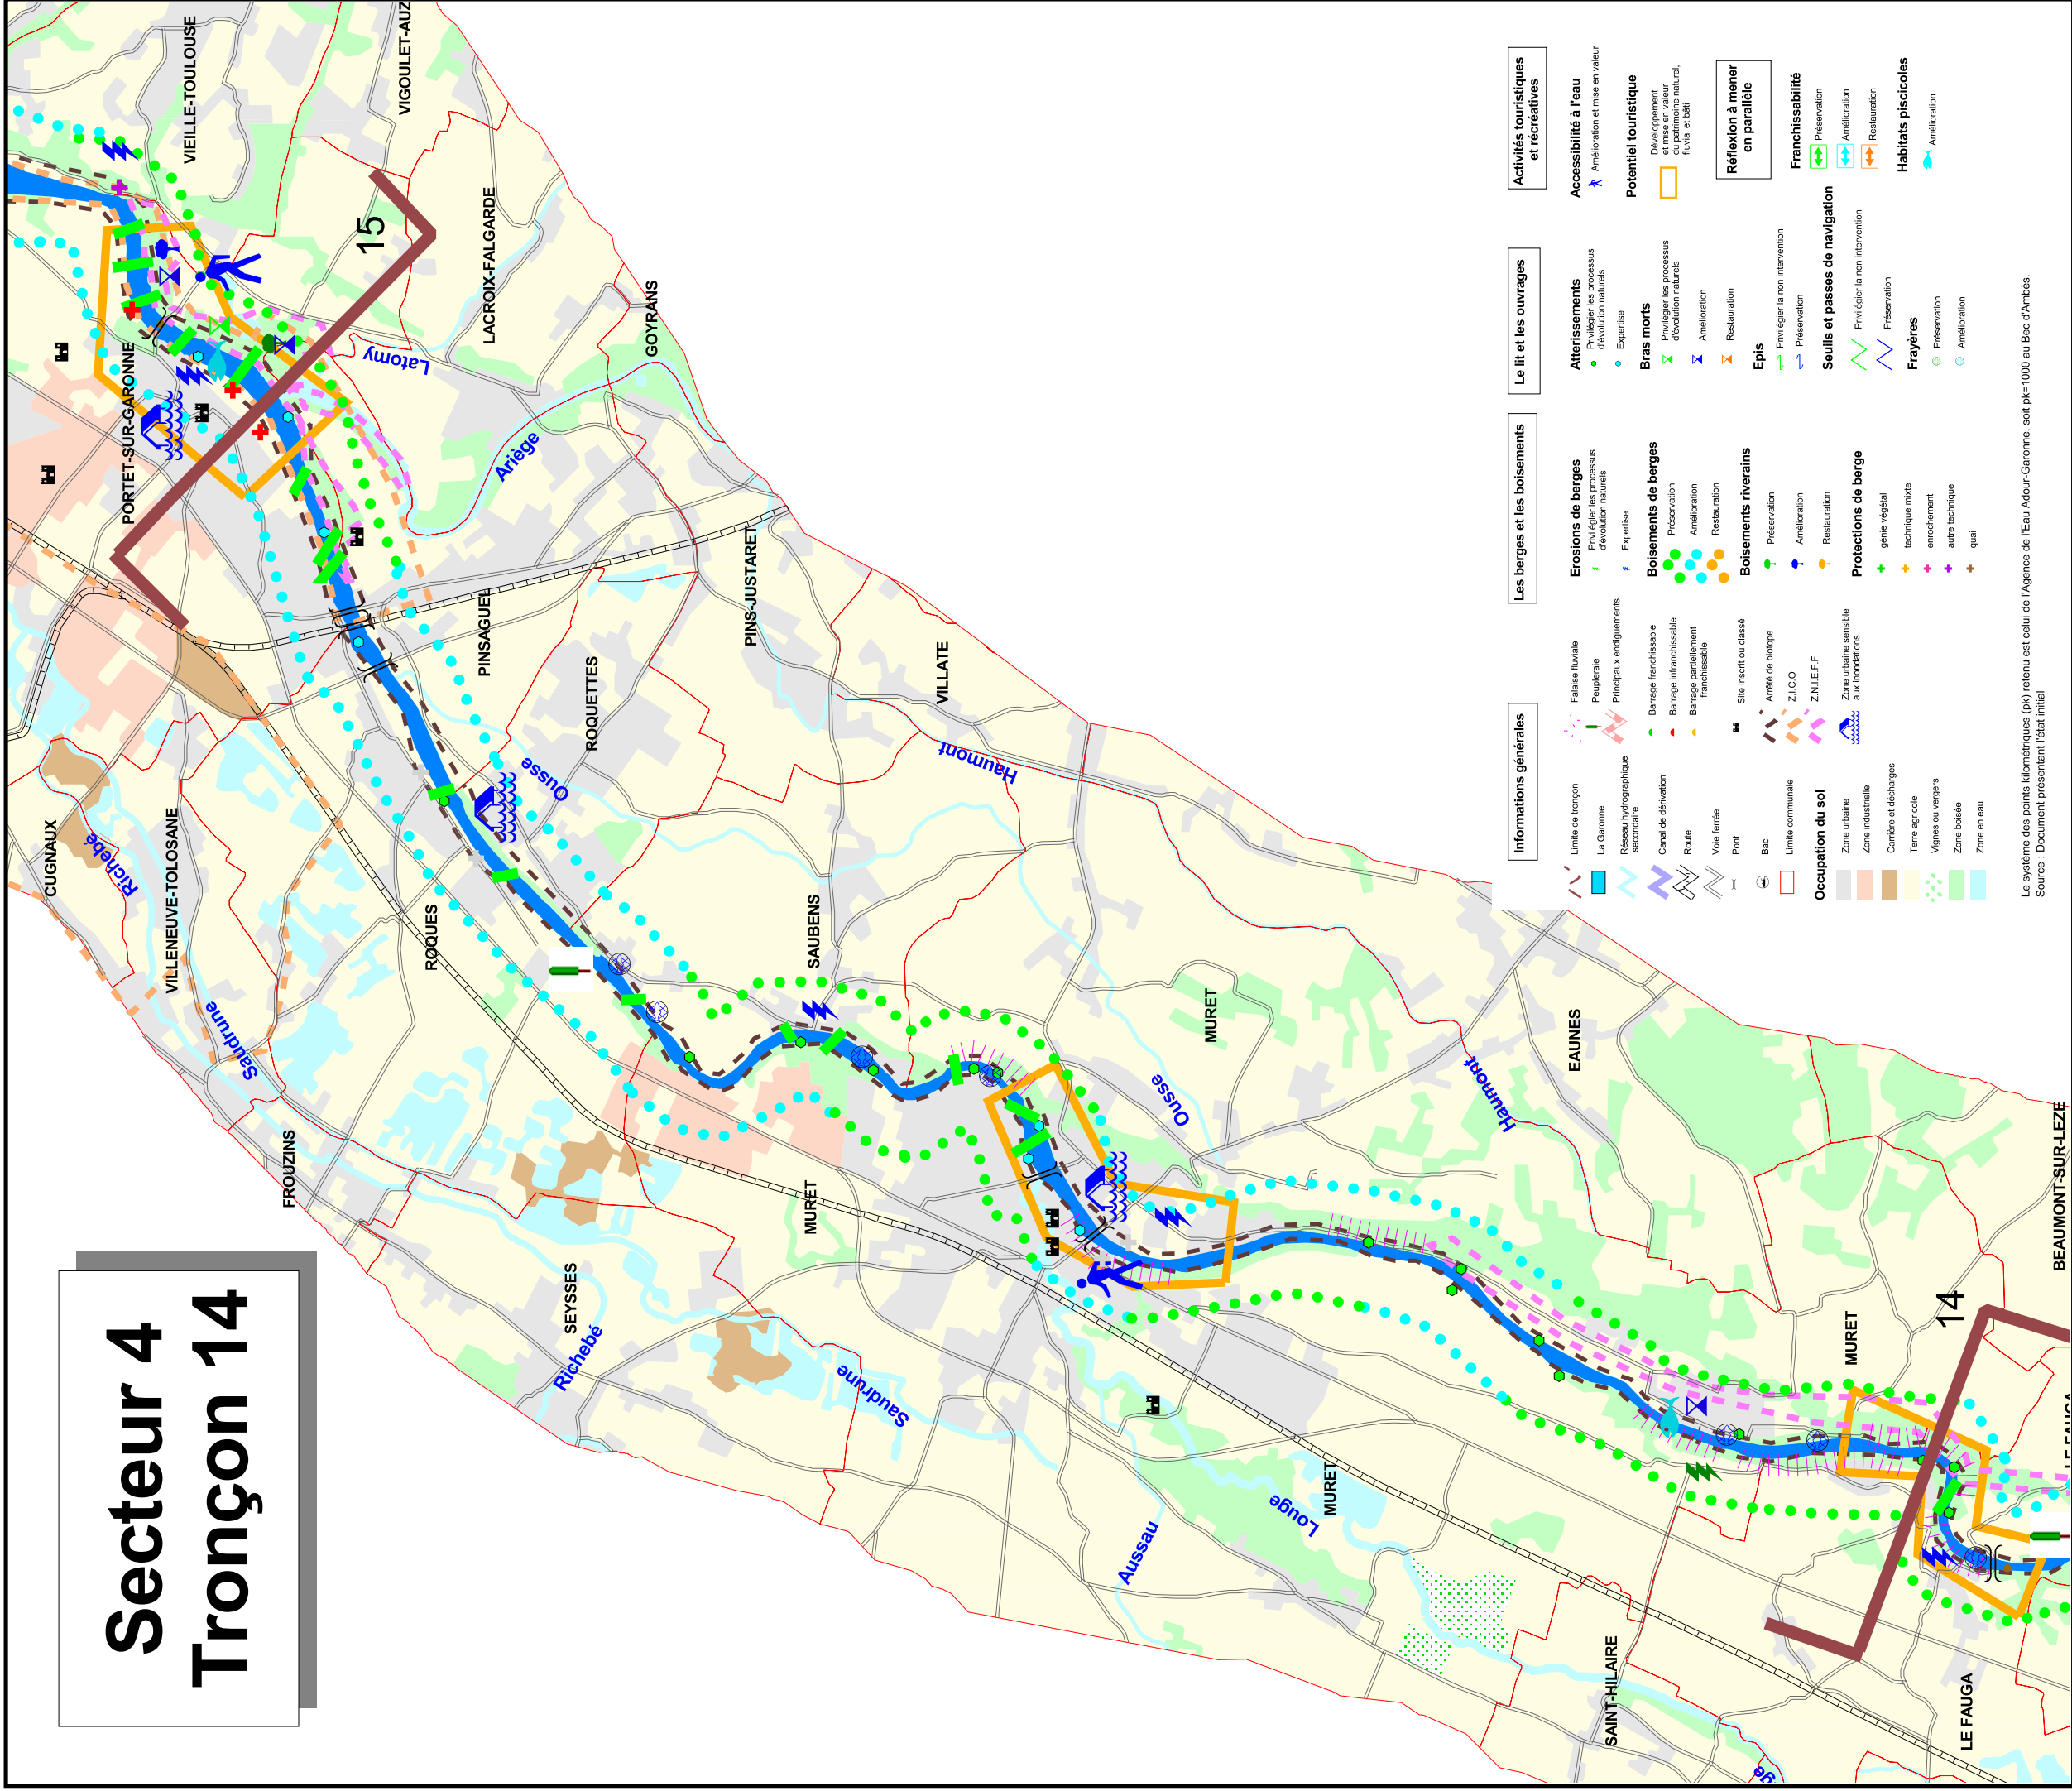 Secteur 4
Tronçon 14
CUGNAUX
Richebé
VILLENEUVE-TOLOSANE
Saudrune
FROUZINS
SEYSSES
Richebé
Saudrune
MURET
ROQUES
PORTET-SUR-GARONNE
VIEILLE-TOULOUSE
VIGOULET-AUZ
15
LACROIX-FALGARDE
Latomy
GOYRANS
Ariège
PINS-JUSTARET
PINSAGUEL
ROQUETTES
Ousse
VILLATE
Haumont
SAUBENS
MURET
Ousse
EAUNES
Haumont
MURET
Louge
Aussau
SAINT-HILAIRE
LE FAUGA
MURET
14
BEAUMONT-SUR-LEZE
LE FAUGA
ge
Informations générales
Limite de tronçon
La Garonne
Réseau hydrographique
secondaire
Canal de dérivation
Route
Voie ferrée
Pont
Bac
Limite communale
Occupation du sol
Zone urbaine
Zone industrielle
Carrière et décharges
Terre agricole
Vignes ou vergers
Zone boisée
Zone en eau
Falaise fluviale
Peupleraie
Principaux endiguements
Barrage franchissable
Barrage infranchissable
Barrage partiellement
franchissable
Site inscrit ou classé
Arrêté de biotope
Z.I.C.O
Z.N.I.E.F.F
Zone urbaine sensible
aux inondations
Les berges et les boisements
Erosions de berges
Privilégier les processus
d'évolution naturels
Expertise
Boisements de berges
Préservation
Amélioration
Restauration
Boisements riverains
Préservation
Amélioration
Restauration
Protections de berge
génie végétal
technique mixte
enrochement
autre technique
quai
Le lit et les ouvrages
Atterissements
Privilégier les processus
d'évolution naturels
Expertise
Bras morts
Privilégier les processus
d'évolution naturels
Amélioration
Restauration
Epis
Privilégier la non intervention
Préservation
Seuils et passes de navigation
Privilégier la non intervention
Préservation
Frayères
Préservation
Amélioration
Activités touristiques
et récréatives
Accessibilité à l'eau
Amélioration et mise en valeur
Potentiel touristique
Développement
et mise en valeur
du patrimoine naturel,
fluvial et bâti
Réflexion à mener
en parallèle
Franchissabilité
Préservation
Amélioration
Restauration
Habitats piscicoles
Amélioration
Le système des points kilométriques (pk) retenu est celui de l'Agence de l'Eau Adour-Garonne, soit pk=1000 au Bec d'Ambès.
Source : Document présentant l'état initial